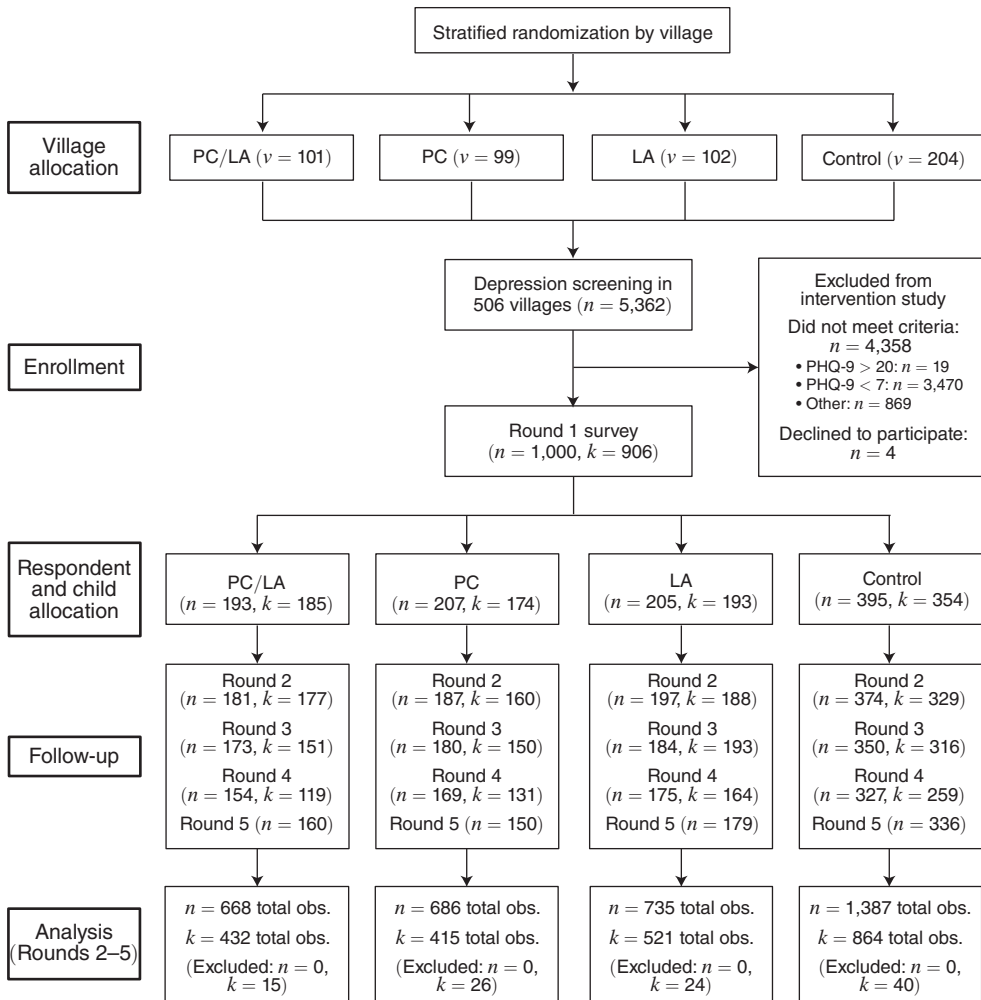 Stratified randomization by village
Village
allocation
PC/LA (v = 101)
PC (v = 99)
LA (v = 102)
Control (v = 204)
Depression screening in
506 villages (n = 5,362)
Excluded from
intervention study
Did not meet criteria:
n = 4,358
• PHQ-9 > 20: n = 19
• PHQ-9 < 7: n = 3,470
• Other: n = 869
Declined to participate:
n = 4
Enrollment
Round 1 survey
(n = 1,000, k = 906)
Respondent
and child
allocation
PC/LA
(n = 193, k = 185)
PC
(n = 207, k = 174)
LA
(n = 205, k = 193)
Control
(n = 395, k = 354)
Follow-up
Round 2
(n = 181, k = 177)
Round 3
(n = 173, k = 151)
Round 4
(n = 154, k = 119)
Round 5 (n = 160)
Round 2
(n = 187, k = 160)
Round 3
(n = 180, k = 150)
Round 4
(n = 169, k = 131)
Round 5 (n = 150)
Round 2
(n = 197, k = 188)
Round 3
(n = 184, k = 193)
Round 4
(n = 175, k = 164)
Round 5 (n = 179)
Round 2
(n = 374, k = 329)
Round 3
(n = 350, k = 316)
Round 4
(n = 327, k = 259)
Round 5 (n = 336)
Analysis
(Rounds 2–5)
n = 668 total obs.
k = 432 total obs.
(Excluded: n = 0,
k = 15)
n = 686 total obs.
k = 415 total obs.
(Excluded: n = 0,
k = 26)
n = 735 total obs.
k = 521 total obs.
(Excluded: n = 0,
k = 24)
n = 1,387 total obs.
k = 864 total obs.
(Excluded: n = 0,
k = 40)